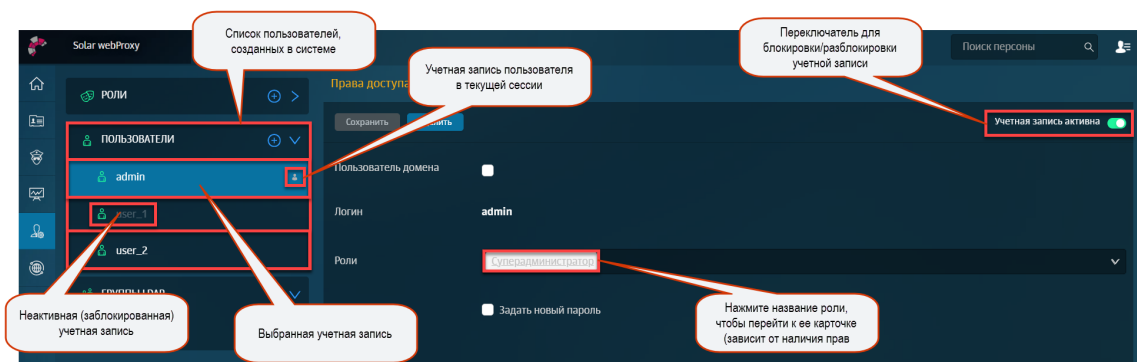 Список пользователей,
созданных в системе
Переключатель для
блокировки/разблокировки
учетной записи
Solar webProxy
Поиск персоны
Учетная запись пользователя
в текущей сессии
Права доступа
РОЛИ
Сохранить
Учетная запись активна
ПОЛЬЗОВАТЕЛИ
Пользователь домена
admin
Логин
admin
user_1
user_2
Роли
Суперадминистратор
Неактивная (заблокированная)
учетная запись
Выбранная учетная запись
Задать новый пароль
Нажмите название роли,
чтобы перейти к ее карточке
(зависит от наличия прав